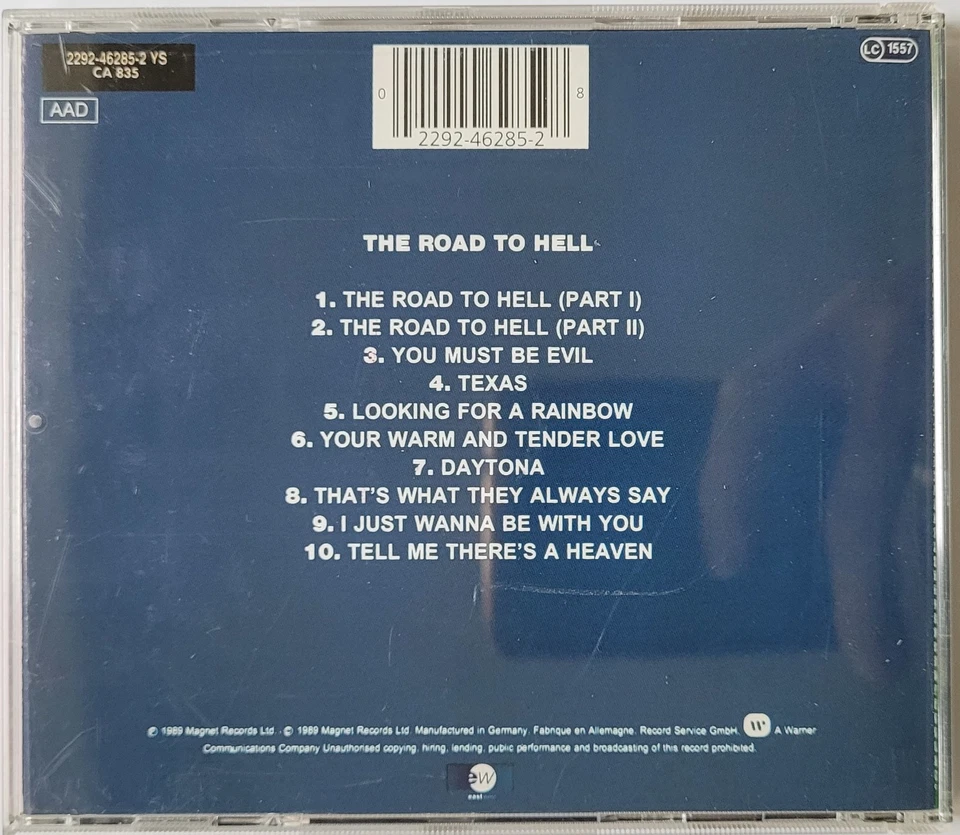 2292-46285-2 YS
CA 835
AAD
LC 1557
0 8
2292-46285-2
THE ROAD TO HELL
1. THE ROAD TO HELL (PART I)
2. THE ROAD TO HELL (PART II)
3. YOU MUST BE EVIL
4. TEXAS
5. LOOKING FOR A RAINBOW
6. YOUR WARM AND TENDER LOVE
7. DAYTONA
8. THAT'S WHAT THEY ALWAYS SAY
9. I JUST WANNA BE WITH YOU
10. TELL ME THERE'S A HEAVEN
℗ 1989 Magnet Records Ltd. © 1989 Magnet Records Ltd. Manufactured in Germany. Fabrique en Allemagne. Record Service GmbH. A Warner
Communications Company Unauthorised copying, hiring, lending, public performance and broadcasting of this record prohibited.
ew
east